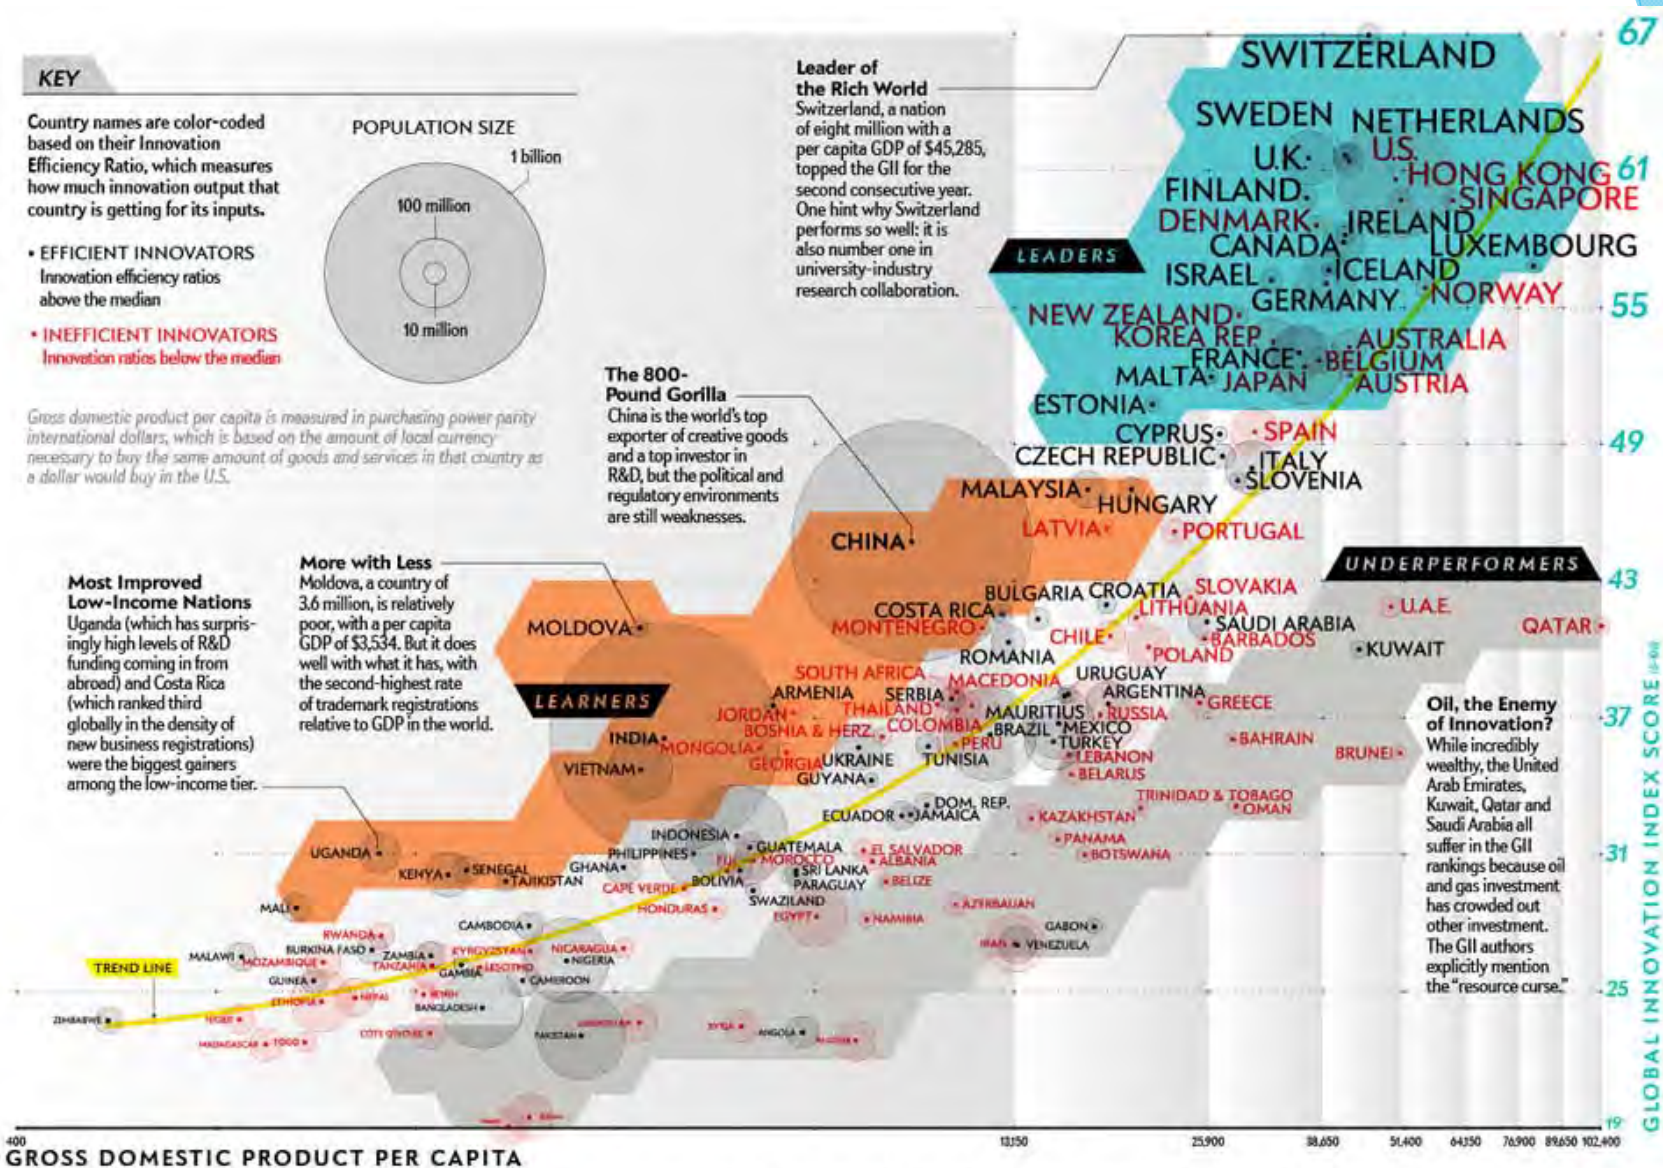 KEY
Country names are color-coded
based on their Innovation
Efficiency Ratio, which measures
how much innovation output that
country is getting for its inputs.
• EFFICIENT INNOVATORS
Innovation efficiency ratios
above the median
• INEFFICIENT INNOVATORS
Innovation ratios below the median
POPULATION SIZE
1 billion
100 million
10 million
Gross domestic product per capita is measured in purchasing power parity
international dollars, which is based on the amount of local currency
necessary to buy the same amount of goods and services in that country as
a dollar would buy in the U.S.
Leader of
the Rich World
Switzerland, a nation
of eight million with a
per capita GDP of $45,285,
topped the GII for the
second consecutive year.
One hint why Switzerland
performs so well: it is
also number one in
university-industry
research collaboration.
The 800-
Pound Gorilla
China is the world's top
exporter of creative goods
and a top investor in
R&D, but the political and
regulatory environments
are still weaknesses.
More with Less
Moldova, a country of
3.6 million, is relatively
poor, with a per capita
GDP of $3,534. But it does
well with what it has, with
the second-highest rate
of trademark registrations
relative to GDP in the world.
Most Improved
Low-Income Nations
Uganda (which has surpris-
ingly high levels of R&D
funding coming in from
abroad) and Costa Rica
(which ranked third
globally in the density of
new business registrations)
were the biggest gainers
among the low-income tier.
LEADERS
SWITZERLAND
SWEDEN
NETHERLANDS
U.K.
U.S.
HONG KONG
FINLAND
SINGAPORE
DENMARK
IRELAND
CANADA
LUXEMBOURG
ISRAEL
ICELAND
GERMANY
NORWAY
NEW ZEALAND
KOREA REP.
AUSTRALIA
FRANCE
BELGIUM
MALTA
JAPAN
AUSTRIA
ESTONIA
CYPRUS
SPAIN
CZECH REPUBLIC
ITALY
SLOVENIA
MALAYSIA
HUNGARY
LATVIA
PORTUGAL
CHINA
UNDERPERFORMERS
BULGARIA
CROATIA
SLOVAKIA
COSTA RICA
LITHUANIA
U.A.E.
MONTENEGRO
CHILE
SAUDI ARABIA
QATAR
BARBADOS
MOLDOVA
ROMANIA
POLAND
KUWAIT
SOUTH AFRICA
MACEDONIA
URUGUAY
LEARNERS
ARMENIA
SERBIA
ARGENTINA
GREECE
JORDAN
THAILAND
MAURITIUS
RUSSIA
BOSNIA & HERZ.
COLOMBIA
BRAZIL
MEXICO
INDIA
MONGOLIA
PERU
TURKEY
BAHRAIN
GEORGIA
UKRAINE
TUNISIA
LEBANON
BRUNEI
VIETNAM
GUYANA
BELARUS
DOM. REP.
TRINIDAD & TOBAGO
ECUADOR
JAMAICA
KAZAKHSTAN
OMAN
INDONESIA
PANAMA
UGANDA
PHILIPPINES
GUATEMALA
EL SALVADOR
BOTSWANA
FIJI
MOROCCO
ALBANIA
KENYA
SENEGAL
GHANA
SRI LANKA
TAJIKISTAN
CAPE VERDE
BOLIVIA
PARAGUAY
BELIZE
SWAZILAND
MALI
HONDURAS
EGYPT
NAMIBIA
AZERBAIJAN
CAMBODIA
GABON
RWANDA
MALAWI
BURKINA FASO
ZAMBIA
KYRGYZSTAN
NICARAGUA
IRAN
VENEZUELA
MOZAMBIQUE
TANZANIA
GAMBIA
LESOTHO
NIGERIA
GUINEA
CAMEROON
TREND LINE
ETHIOPIA
NEPAL
BENIN
BANGLADESH
ZIMBABWE
NIGER
MADAGASCAR
TOGO
COTE D'IVOIRE
PAKISTAN
UZBEKISTAN
SYRIA
ANGOLA
ALGERIA
Oil, the Enemy
of Innovation?
While incredibly
wealthy, the United
Arab Emirates,
Kuwait, Qatar and
Saudi Arabia all
suffer in the GII
rankings because oil
and gas investment
has crowded out
other investment.
The GII authors
explicitly mention
the "resource curse."
67
61
55
49
43
37
31
25
19
GLOBAL INNOVATION INDEX SCORE
400
13,150
25,900
38,650
51,400
64,150
76,900
89,650
102,400
GROSS DOMESTIC PRODUCT PER CAPITA